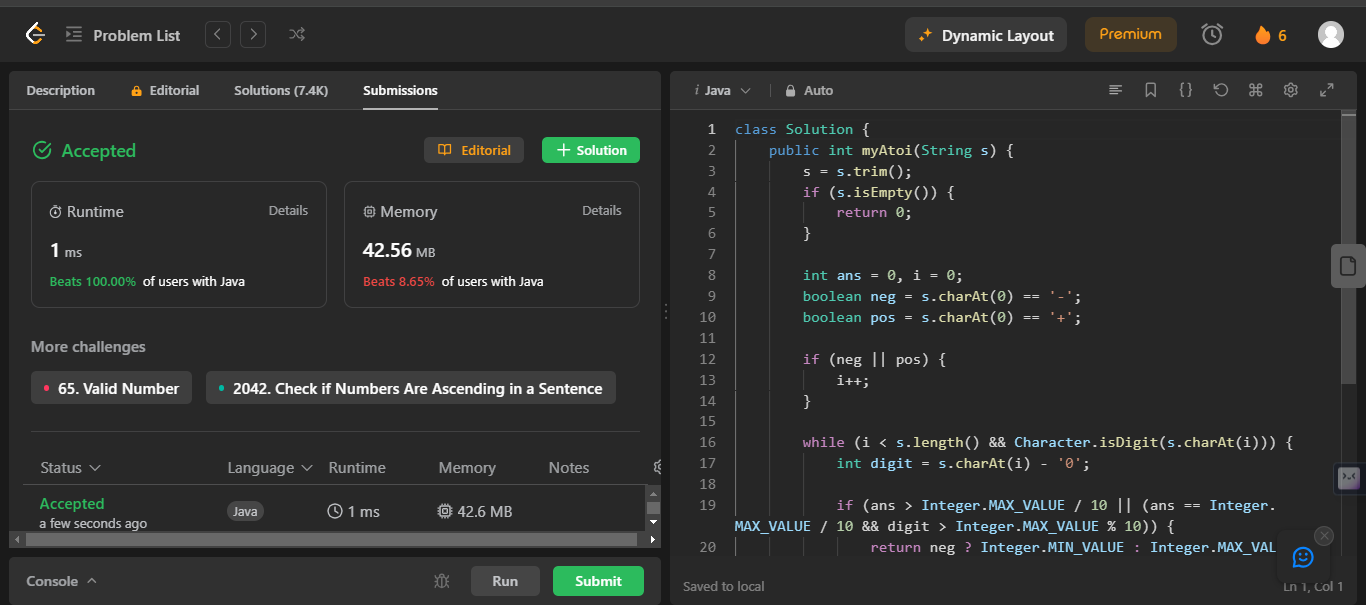 Problem List
Dynamic Layout
Premium
6
Description
Editorial
Solutions (7.4K)
Submissions
Accepted
Editorial
Solution
Runtime
Details
1 ms
Beats 100.00% of users with Java
Memory
Details
42.56 MB
Beats 8.65% of users with Java
More challenges
65. Valid Number
2042. Check if Numbers Are Ascending in a Sentence
Status Language Runtime Memory Notes
Accepted
a few seconds ago
Java
1 ms
42.6 MB
Console
Run
Submit
i Java
Auto
1 class Solution {
2 public int myAtoi(String s) {
3 s = s.trim();
4 if (s.isEmpty()) {
5 return 0;
6 }
7
8 int ans = 0, i = 0;
9 boolean neg = s.charAt(0) == '-';
10 boolean pos = s.charAt(0) == '+';
11
12 if (neg || pos) {
13 i++;
14 }
15
16 while (i < s.length() && Character.isDigit(s.charAt(i))) {
17 int digit = s.charAt(i) - '0';
18
19 if (ans > Integer.MAX_VALUE / 10 || (ans == Integer.
MAX_VALUE / 10 && digit > Integer.MAX_VALUE % 10)) {
20 return neg ? Integer.MIN_VALUE : Integer.MAX_VAL
Saved to local
Ln 1, Col 1